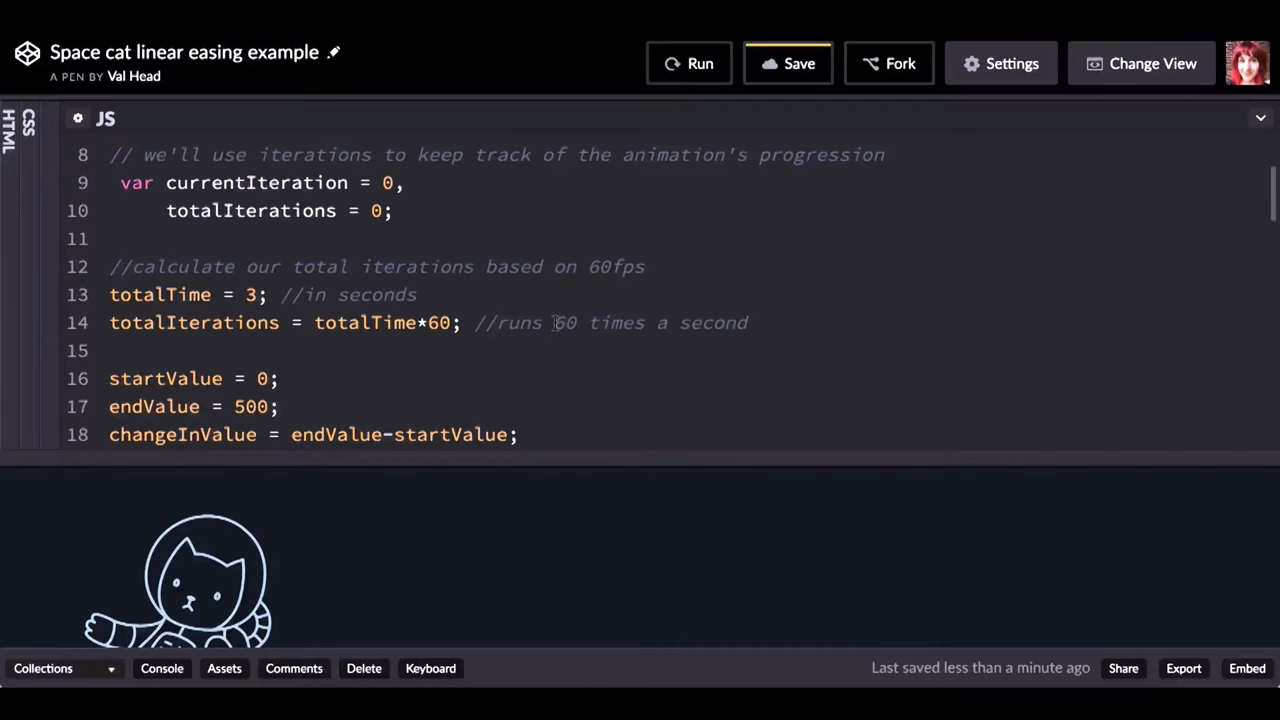 Space cat linear easing example
A PEN BY Val Head
Run
Save
Fork
Settings
Change View
HTML
CSS
JS
8 // we'll use iterations to keep track of the animation's progression
9 var currentIteration = 0,
10 totalIterations = 0;
11
12 //calculate our total iterations based on 60fps
13 totalTime = 3; //in seconds
14 totalIterations = totalTime*60; //runs 60 times a second
15
16 startValue = 0;
17 endValue = 500;
18 changeInValue = endValue-startValue;
Collections
Console
Assets
Comments
Delete
Keyboard
Last saved less than a minute ago
Share
Export
Embed